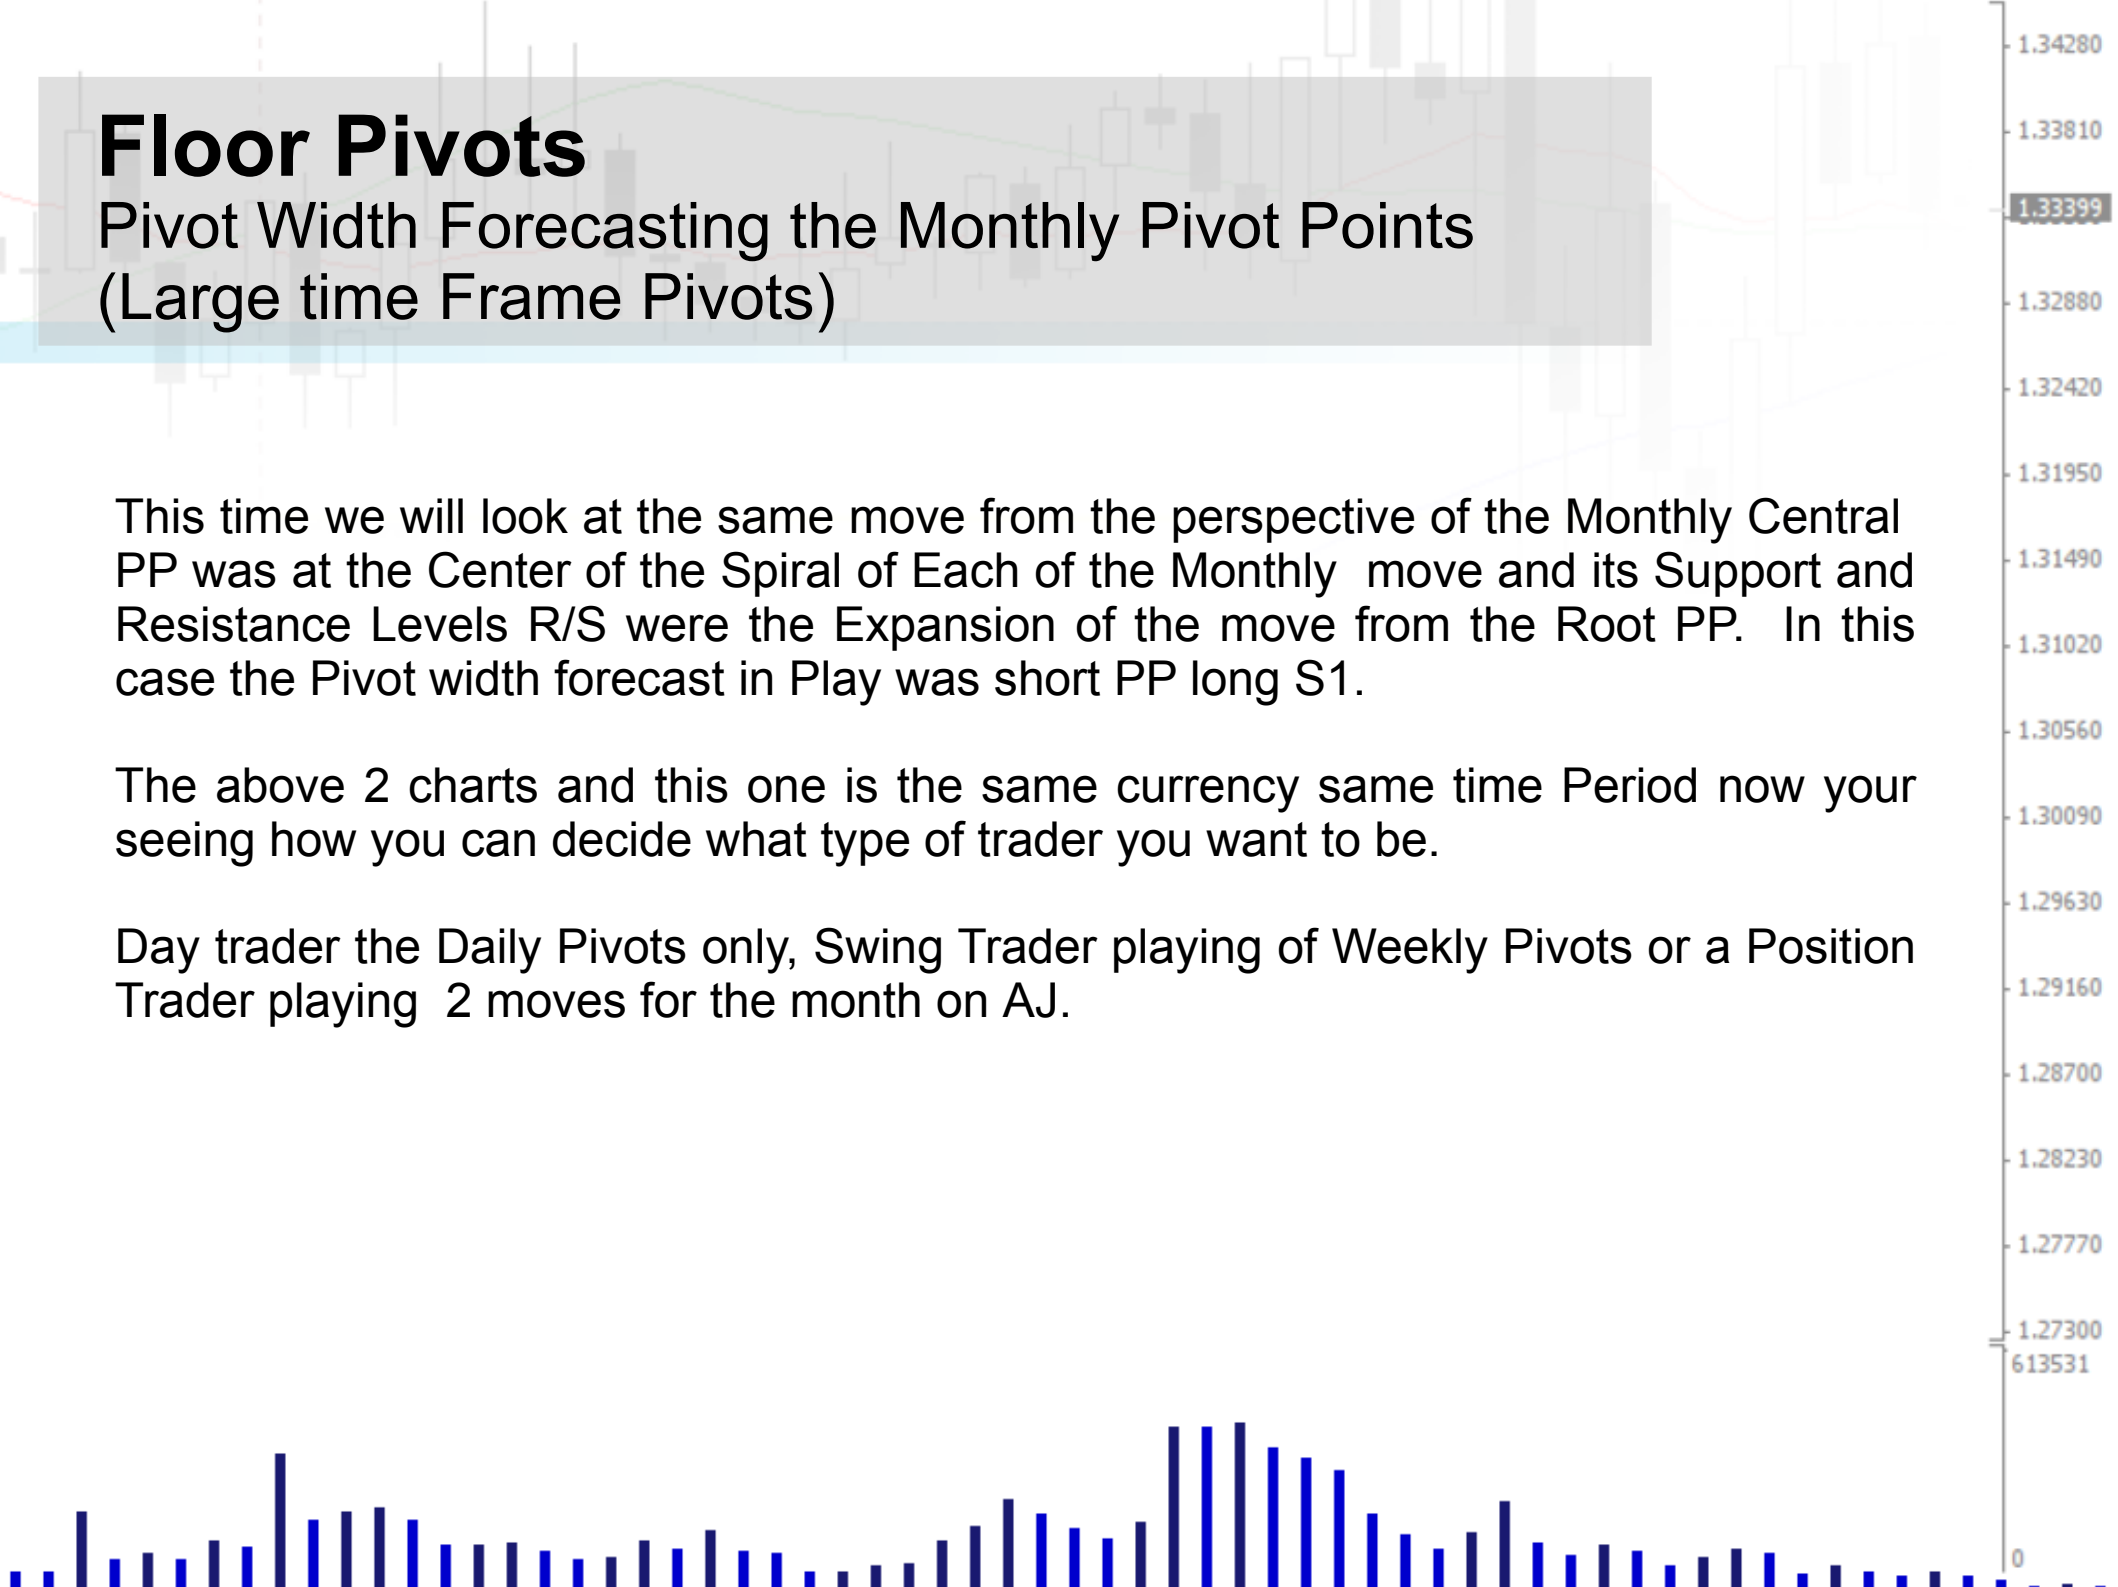 Floor Pivots
Pivot Width Forecasting the Monthly Pivot Points
(Large time Frame Pivots)
This time we will look at the same move from the perspective of the Monthly Central
PP was at the Center of the Spiral of Each of the Monthly  move and its Support and
Resistance Levels R/S were the Expansion of the move from the Root PP.  In this
case the Pivot width forecast in Play was short PP long S1.
The above 2 charts and this one is the same currency same time Period now your
seeing how you can decide what type of trader you want to be.
Day trader the Daily Pivots only, Swing Trader playing of Weekly Pivots or a Position
Trader playing  2 moves for the month on AJ.
1.34280
1.33810
1.33399
1.32880
1.32420
1.31950
1.31490
1.31020
1.30560
1.30090
1.29630
1.29160
1.28700
1.28230
1.27770
1.27300
613531
0